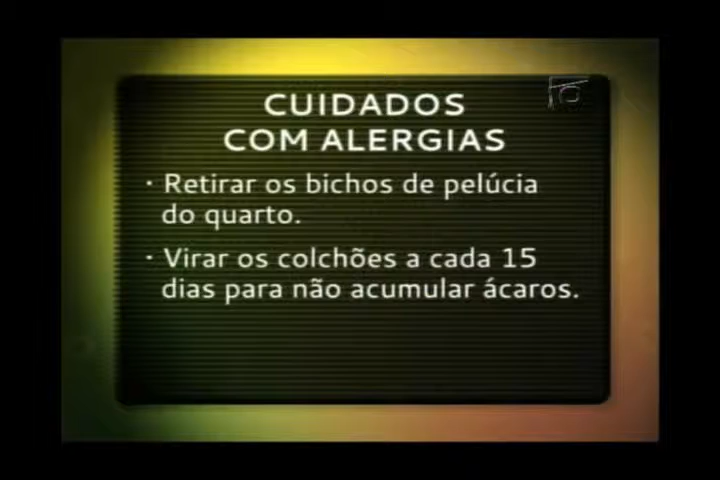 CUIDADOS
COM ALERGIAS
· Retirar os bichos de pelúcia
do quarto.
· Virar os colchões a cada 15
dias para não acumular ácaros.